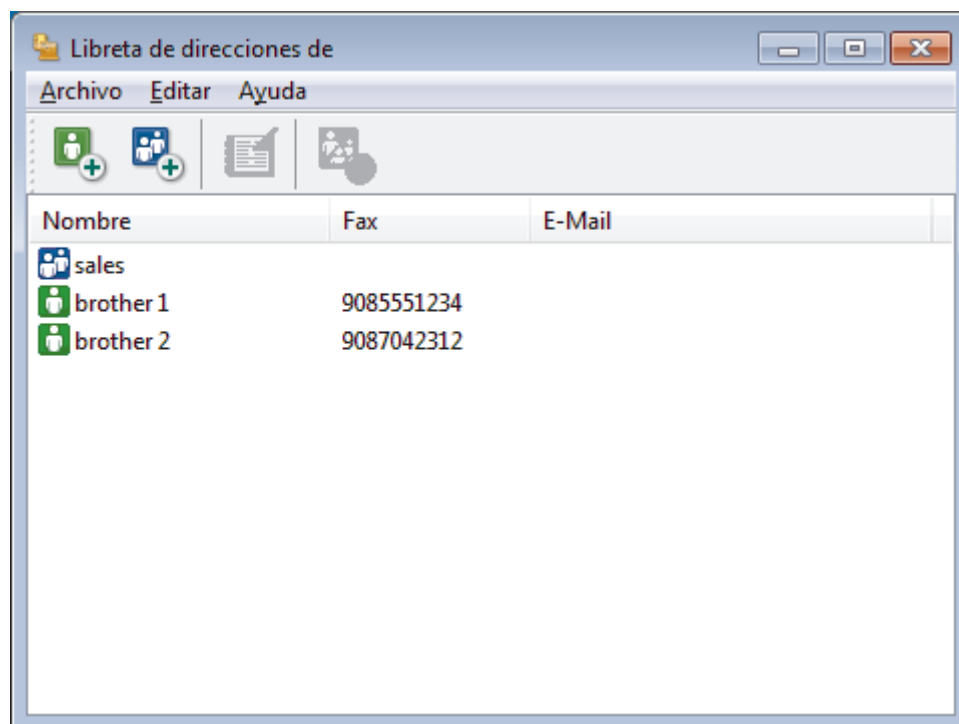 Libreta de direcciones de
Archivo Editar Ayuda
Nombre Fax E-Mail
sales
brother 1 9085551234
brother 2 9087042312